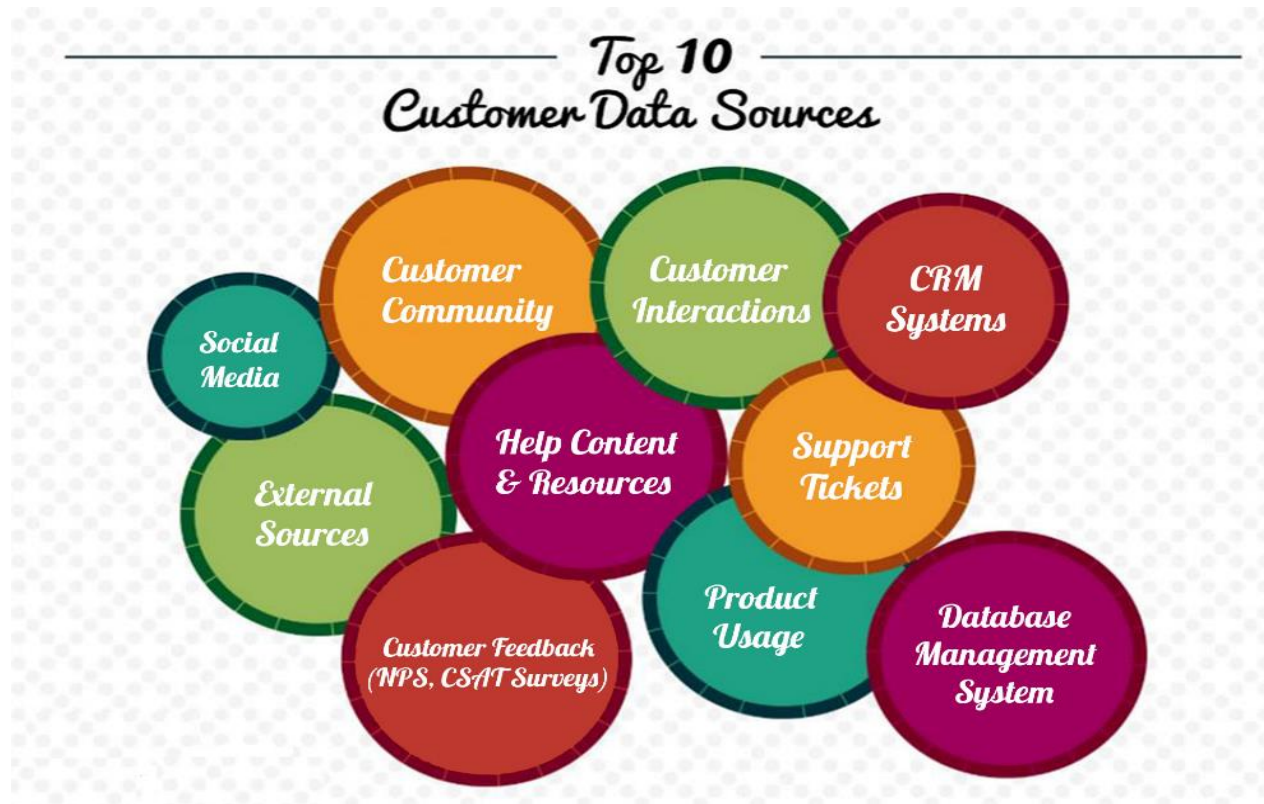 Top 10
Customer Data Sources
Customer
Community
Customer
Interactions
CRM
Systems
Social
Media
Help Content
& Resources
Support
Tickets
External
Sources
Product
Usage
Database
Management
System
Customer Feedback
(NPS, CSAT Surveys)